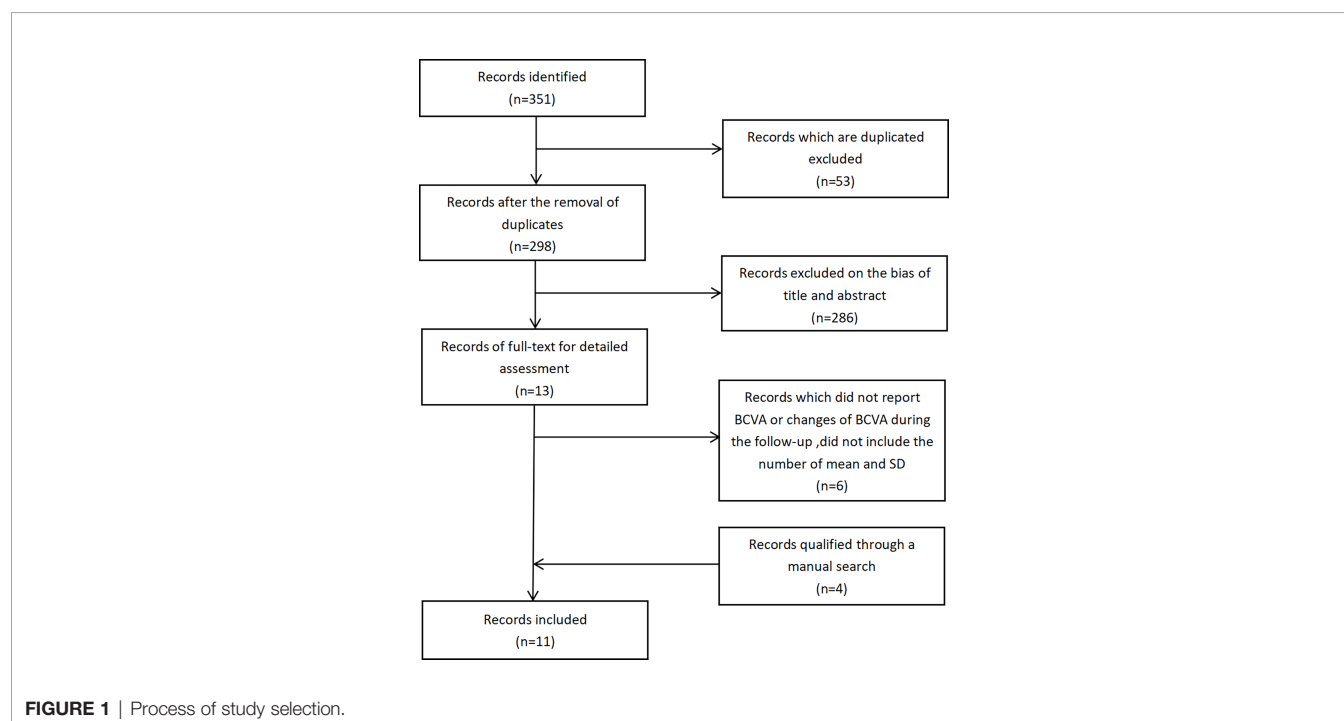 Records identified
(n=351)
Records which are duplicated
excluded
(n=53)
Records after the removal of
duplicates
(n=298)
Records excluded on the bias of
title and abstract
(n=286)
Records of full-text for detailed
assessment
(n=13)
Records which did not report
BCVA or changes of BCVA during
the follow-up ,did not include the
number of mean and SD
(n=6)
Records qualified through a
manual search
(n=4)
Records included
(n=11)
FIGURE 1 | Process of study selection.